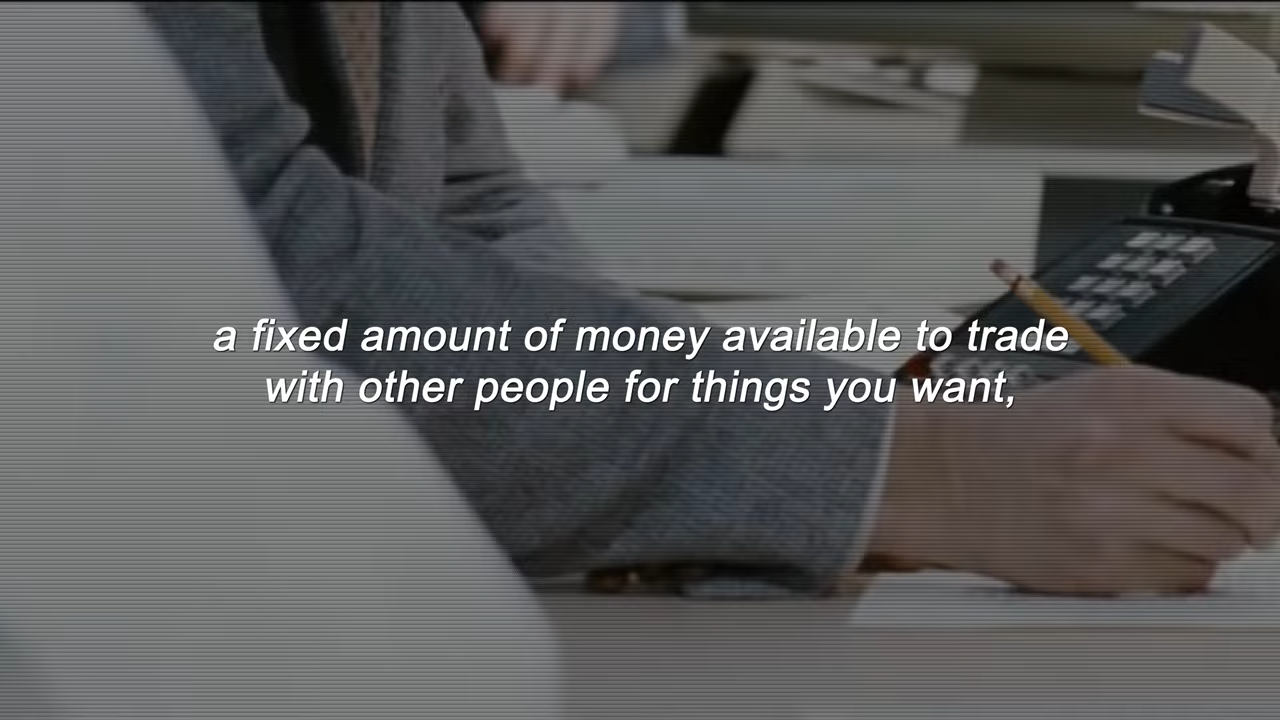 a fixed amount of money available to trade
with other people for things you want,